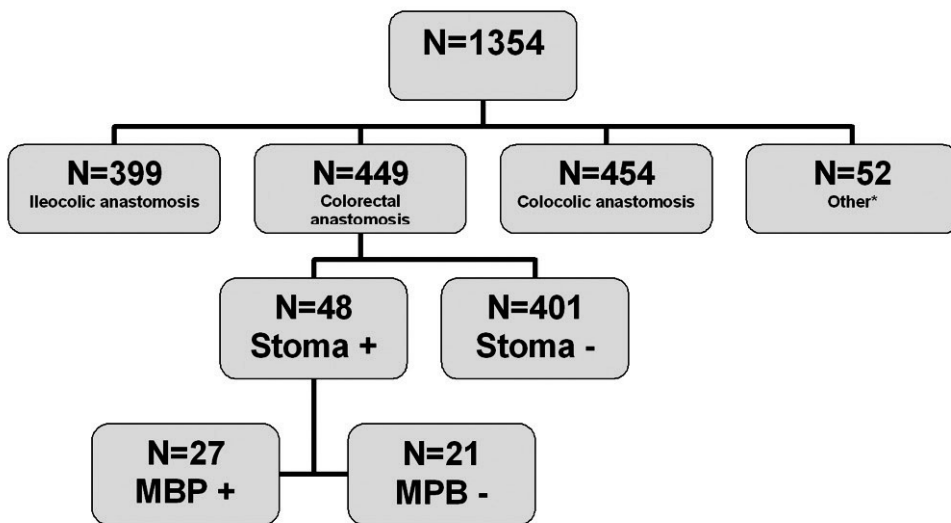 N=1354
N=399
Ileocolic anastomosis
N=449
Colorectal
anastomosis
N=454
Colocolic anastomosis
N=52
Other*
N=48
Stoma +
N=401
Stoma -
N=27
MBP +
N=21
MPB -